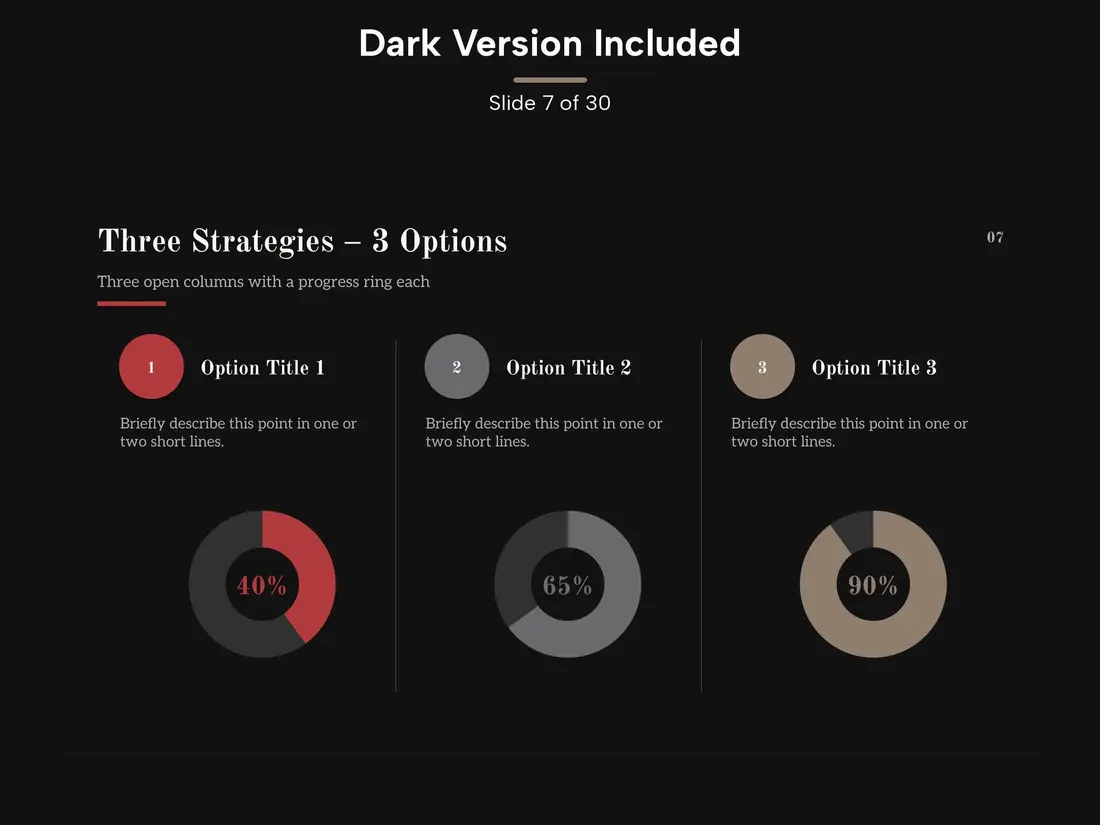 Dark Version Included
Slide 7 of 30
Three Strategies – 3 Options
07
Three open columns with a progress ring each
1
Option Title 1
Briefly describe this point in one or
two short lines.
40%
2
Option Title 2
Briefly describe this point in one or
two short lines.
65%
3
Option Title 3
Briefly describe this point in one or
two short lines.
90%